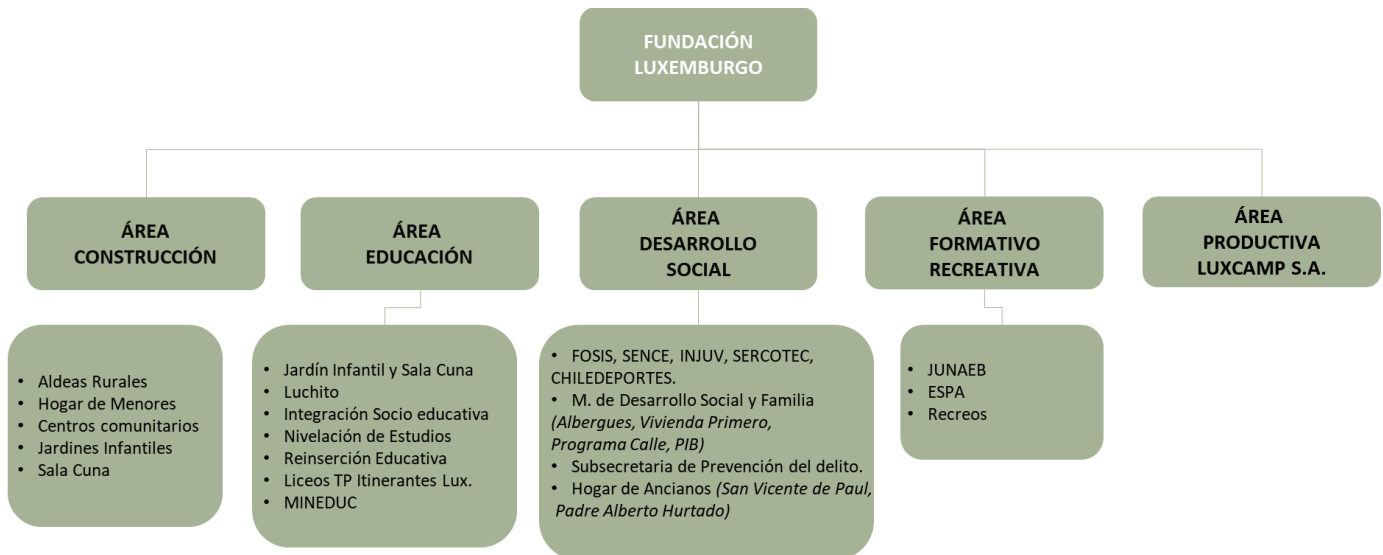 FUNDACIÓN
LUXEMBURGO
ÁREA
CONSTRUCCIÓN
ÁREA
EDUCACIÓN
ÁREA
DESARROLLO
SOCIAL
ÁREA
FORMATIVO
RECREATIVA
ÁREA
PRODUCTIVA
LUXCAMP S.A.
• Aldeas Rurales
• Hogar de Menores
• Centros comunitarios
• Jardines Infantiles
• Sala Cuna
• Jardín Infantil y Sala Cuna
• Luchito
• Integración Socio educativa
• Nivelación de Estudios
• Reinserción Educativa
• Liceos TP Itinerantes Lux.
• MINEDUC
• FOSIS, SENCE, INJUV, SERCOTEC,
CHILEDEPORTES.
• M. de Desarrollo Social y Familia
(Albergues, Vivienda Primero,
Programa Calle, PIB)
• Subsecretaria de Prevención del delito.
• Hogar de Ancianos (San Vicente de Paul,
Padre Alberto Hurtado)
• JUNAEB
• ESPA
• Recreos